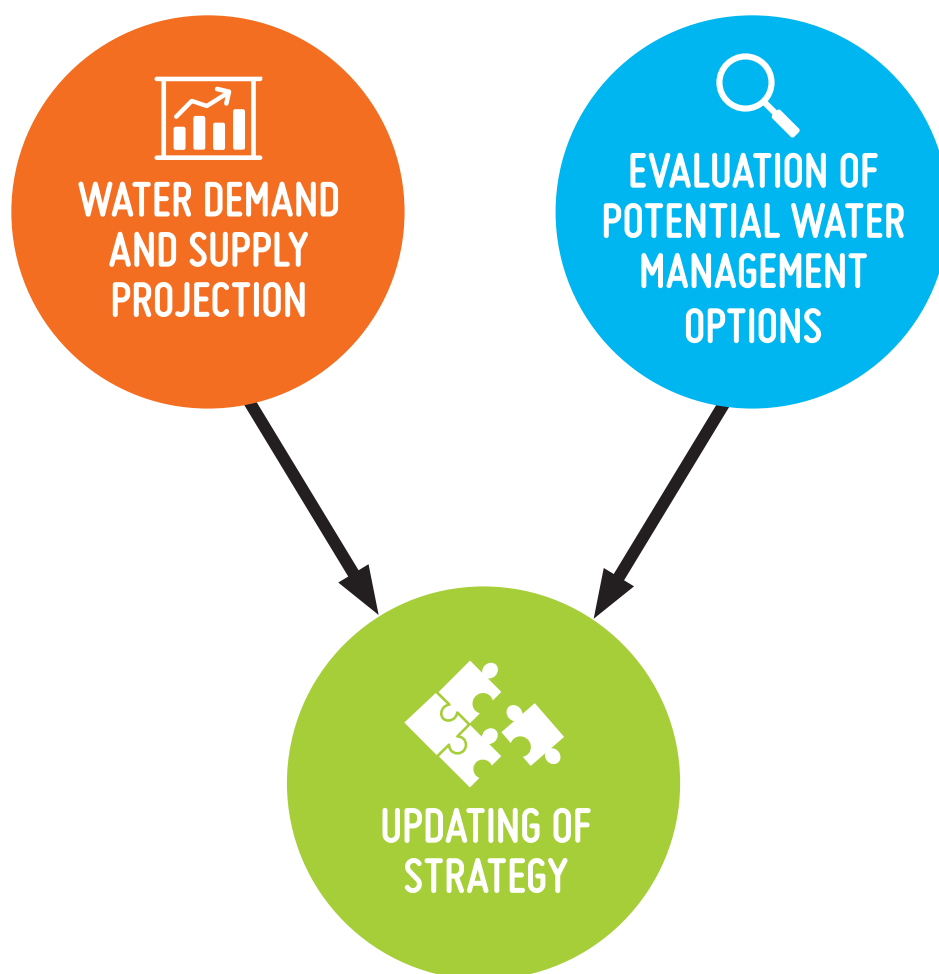 WATER DEMAND
AND SUPPLY
PROJECTION
EVALUATION OF
POTENTIAL WATER
MANAGEMENT
OPTIONS
UPDATING OF
STRATEGY